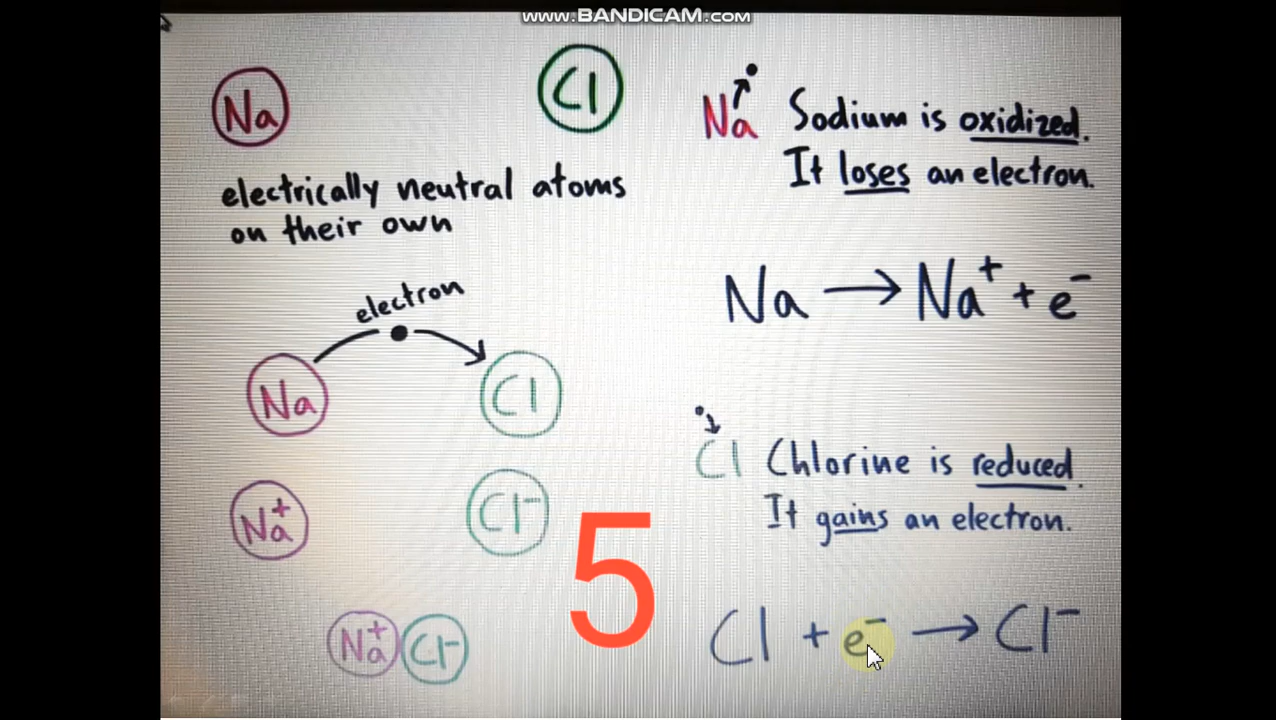 www.BANDICAM.com
Na
Cl
electrically neutral atoms
on their own
electron
Na
Cl
Na+
Cl-
Na+ Cl-
5
Na Sodium is oxidized.
It loses an electron.
Na → Na+ + e-
Cl Chlorine is reduced.
It gains an electron.
Cl + e- → Cl-